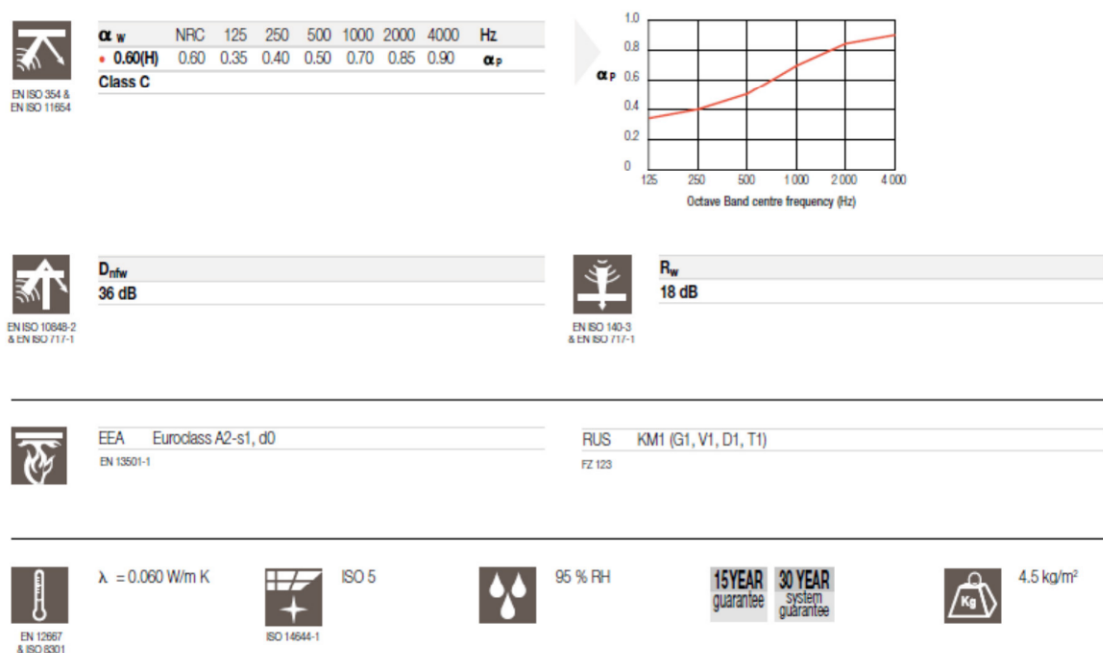 α w NRC 125 250 500 1000 2000 4000 Hz
• 0.60(H) 0.60 0.35 0.40 0.50 0.70 0.85 0.90 α p
Class C
EN ISO 354 &
EN ISO 11654
1.0
0.8
α p 0.6
0.4
0.2
0
125 250 500 1 000 2 000 4 000
Octave Band centre frequency (Hz)
Dnfw
36 dB
EN ISO 10848-2
& EN ISO 717-1
Rw
18 dB
EN ISO 140-3
& EN ISO 717-1
EEA Euroclass A2-s1, d0
EN 13501-1
RUS KM1 (G1, V1, D1, T1)
FZ 123
λ = 0.060 W/m K
EN 12667
& ISO 8301
ISO 5
ISO 14644-1
95 % RH
15 YEAR
guarantee
30 YEAR
system
guarantee
Kg
4.5 kg/m²